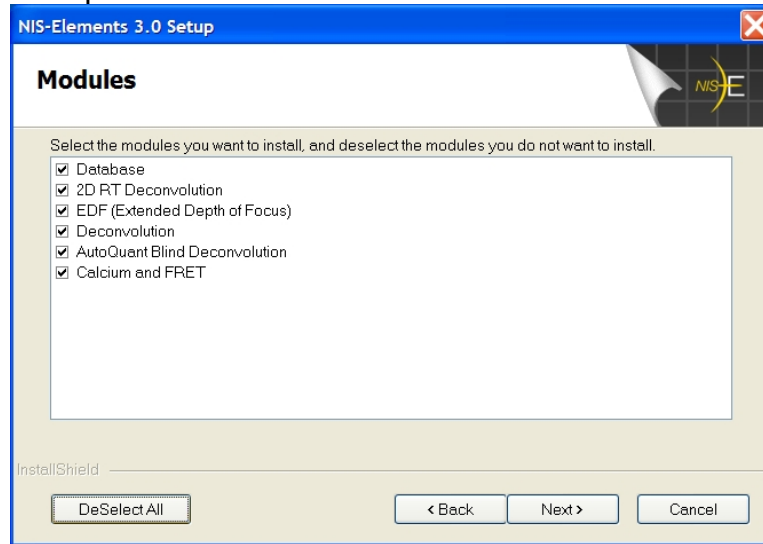 NIS-Elements 3.0 Setup
Modules
NIS E
Select the modules you want to install, and deselect the modules you do not want to install.
Database
2D RT Deconvolution
EDF (Extended Depth of Focus)
Deconvolution
AutoQuant Blind Deconvolution
Calcium and FRET
InstallShield
DeSelect All
< Back
Next >
Cancel